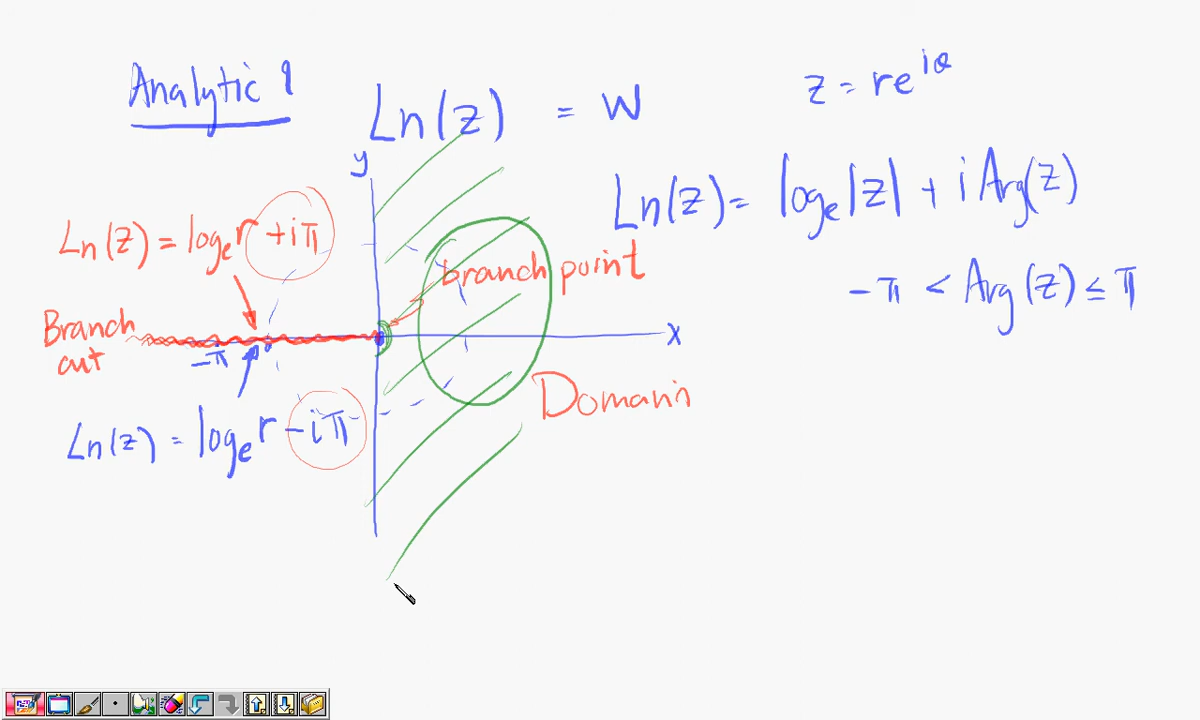 Analytic ?
Ln(z) = w
z = re^{iθ}
Ln(z) = log_e|z| + i Arg(z)
-π < Arg(z) ≤ π
y
Ln(z) = log_e r + iπ
branch point
Branch cut
-π
x
Domain
Ln(z) = log_e r - iπ